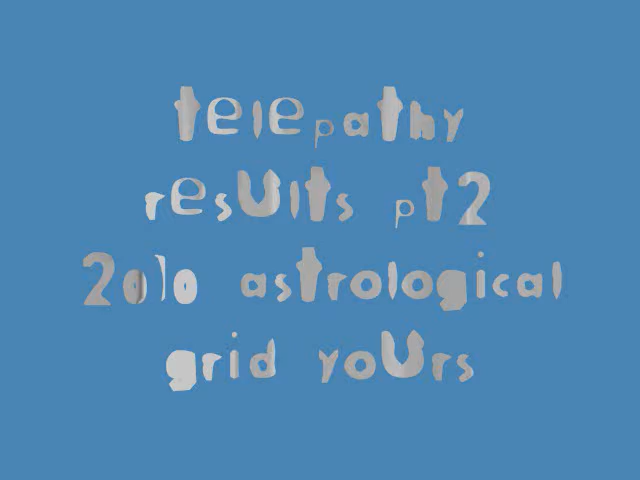 telepathy
results pt2
2010 astrological
grid yours